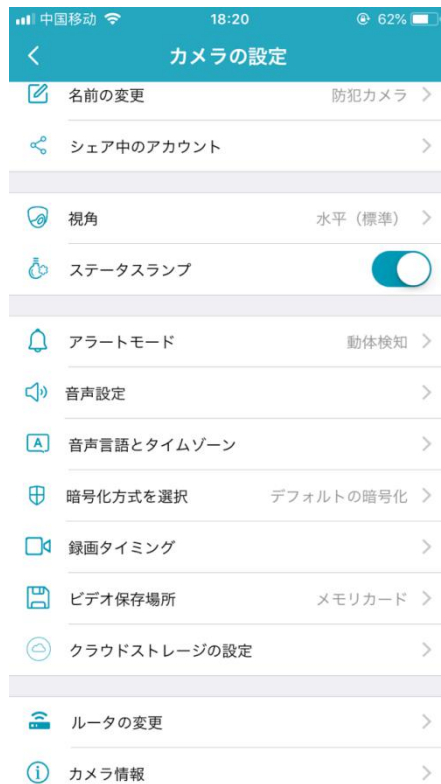 中国移动 18:20 62%
カメラの設定
名前の変更 防犯カメラ
シェア中のアカウント
視角 水平（標準）
ステータスランプ
アラートモード 動体検知
音声設定
A 音声言語とタイムゾーン
暗号化方式を選択 デフォルトの暗号化
録画タイミング
ビデオ保存場所 メモリカード
クラウドストレージの設定
ルータの変更
カメラ情報